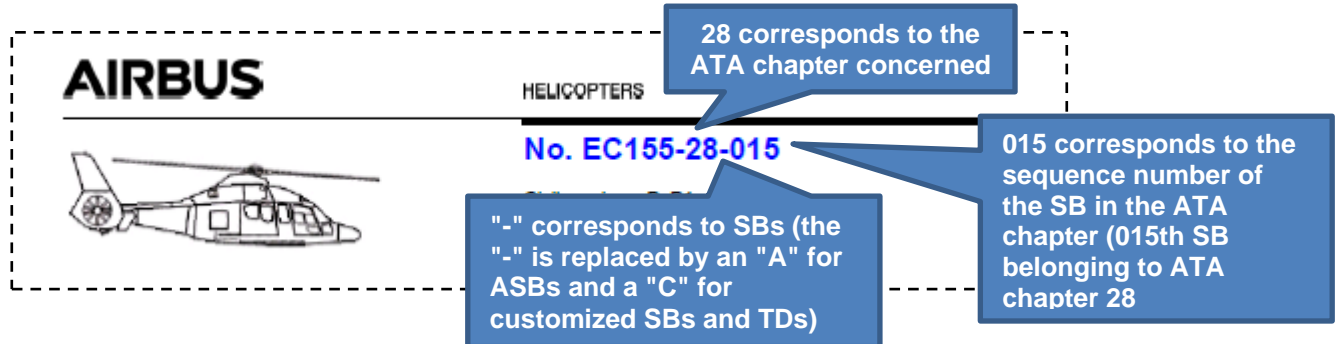 28 corresponds to the
ATA chapter concerned
AIRBUS
HELICOPTERS
No. EC155-28-015
015 corresponds to the
sequence number of
the SB in the ATA
chapter (015th SB
belonging to ATA
chapter 28
"-" corresponds to SBs (the
"-" is replaced by an "A" for
ASBs and a "C" for
customized SBs and TDs)